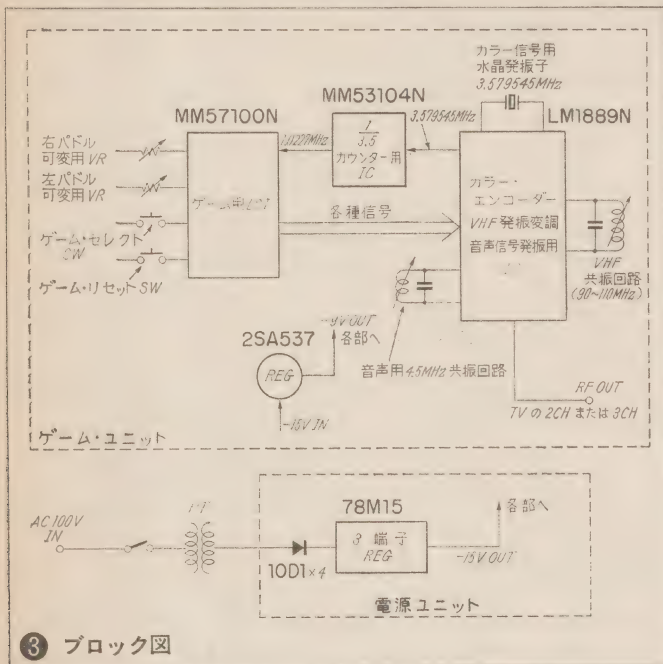 カラー信号用
水晶発振子
3.579545MHz
MM57100N
MM53104N
LM1889N
3.579545MHz
右パドル
可変用VR
左パドル
可変用VR
ゲーム・セレクト
SW
ゲーム・リセットSW
1/3.5
カウンター用
IC
各種信号
カラー・
エンコーダー
VHF発振変調
音声信号発振用
VHF
共振回路
(90~110MHz)
音声用4.5MHz共振回路
2SA537
REG
各部へ
-15V IN
RF OUT
TVの2CHまたは3CH
ゲーム・ユニット
AC100V
IN
PT
10D1×4
78M15
3端子
REG
各部へ
-15V OUT
電源ユニット
3 ブロック図